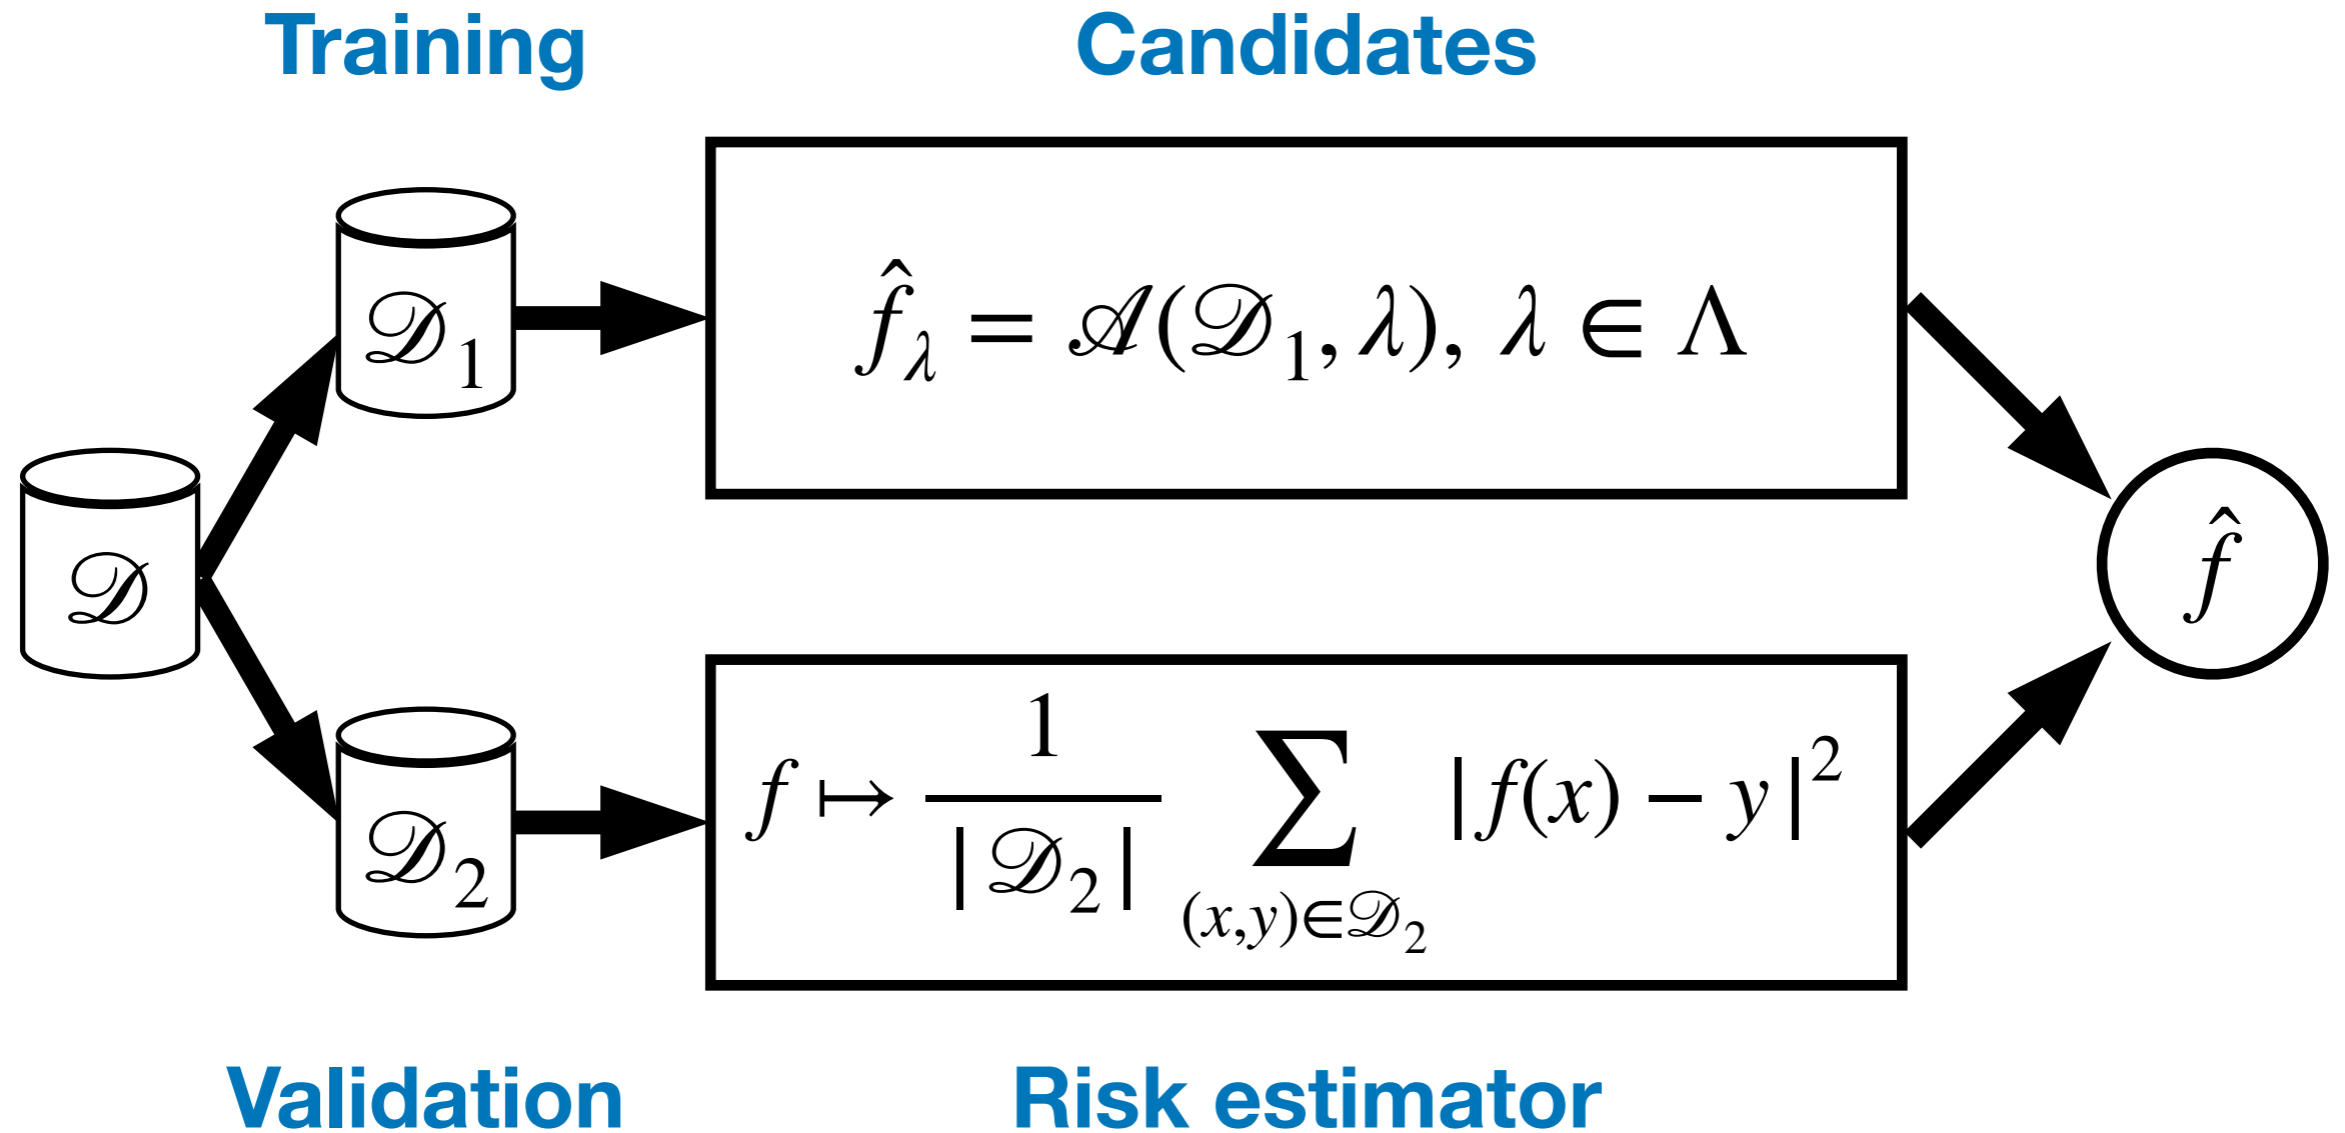 Training
Candidates
𝒟₁
f̂_λ = 𝒜(𝒟₁, λ), λ ∈ Λ
𝒟
f̂
𝒟₂
f ↦ 1/|𝒟₂| ∑_{(x,y)∈𝒟₂} |f(x) − y|²
Validation
Risk estimator